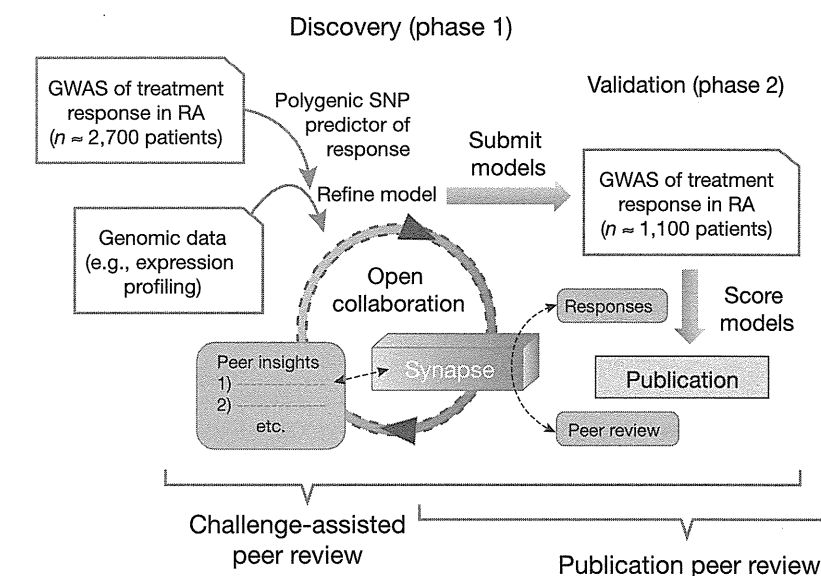 Discovery (phase 1)
GWAS of treatment
response in RA
(n ≈ 2,700 patients)
Polygenic SNP
predictor of
response
Refine model
Genomic data
(e.g., expression
profiling)
Submit
models
Validation (phase 2)
GWAS of treatment
response in RA
(n ≈ 1,100 patients)
Open
collaboration
Synapse
Peer insights
1)
2)
etc.
Responses
Peer review
Score
models
Publication
Challenge-assisted
peer review
Publication peer review